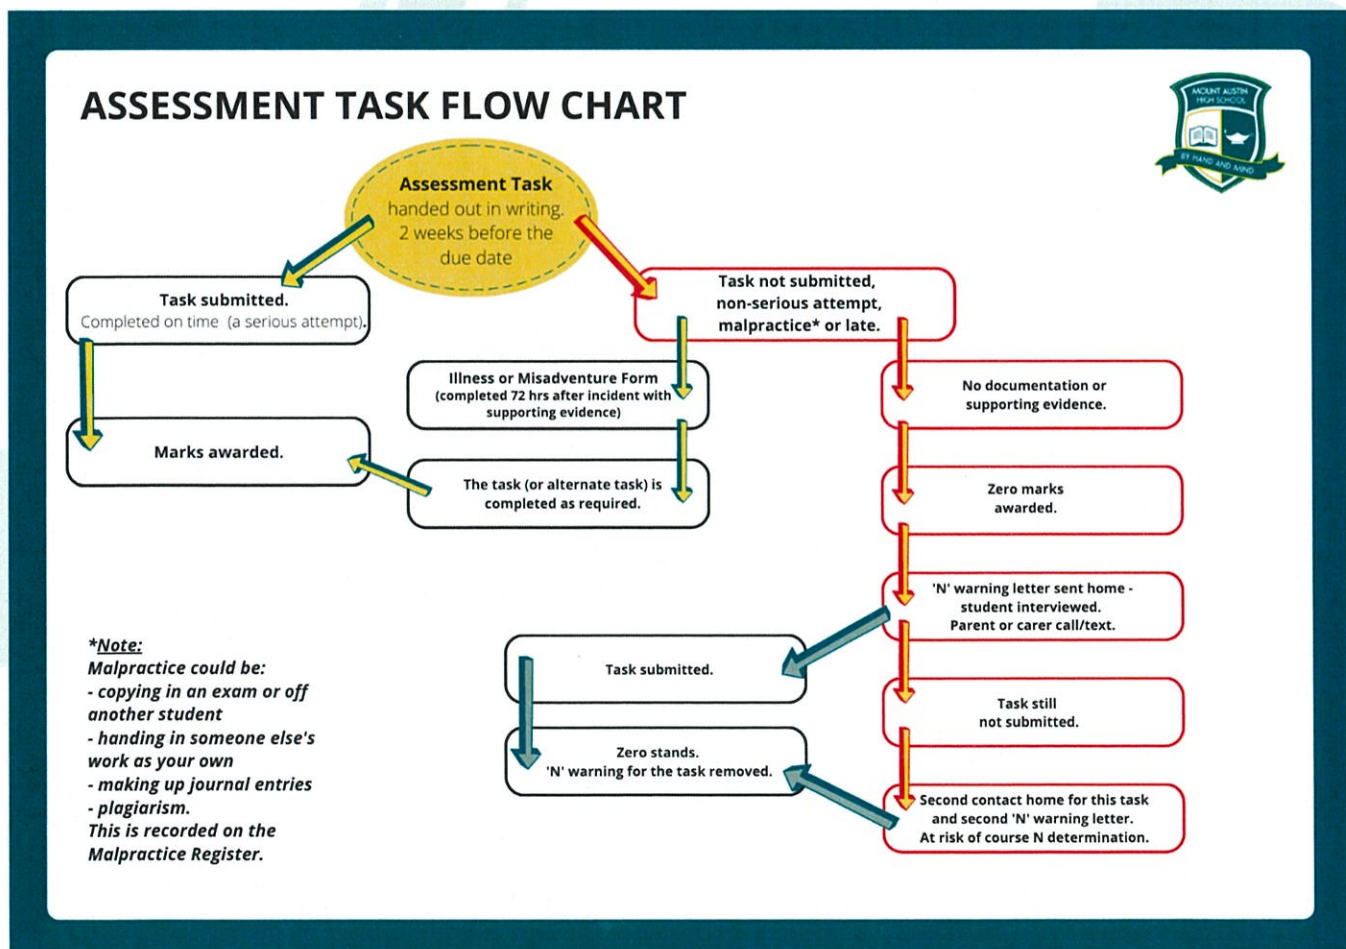 ASSESSMENT TASK FLOW CHART
MOUNT AUSTIN
HIGH SCHOOL
BY HAND AND MIND
Assessment Task
handed out in writing.
2 weeks before the
due date
Task submitted.
Completed on time (a serious attempt).
Task not submitted,
non-serious attempt,
malpractice* or late.
Illness or Misadventure Form
(completed 72 hrs after incident with
supporting evidence)
No documentation or
supporting evidence.
Marks awarded.
The task (or alternate task) is
completed as required.
Zero marks
awarded.
'N' warning letter sent home -
student interviewed.
Parent or carer call/text.
Task submitted.
Task still
not submitted.
Zero stands.
'N' warning for the task removed.
Second contact home for this task
and second 'N' warning letter.
At risk of course N determination.
*Note:
Malpractice could be:
- copying in an exam or off
another student
- handing in someone else's
work as your own
- making up journal entries
- plagiarism.
This is recorded on the
Malpractice Register.